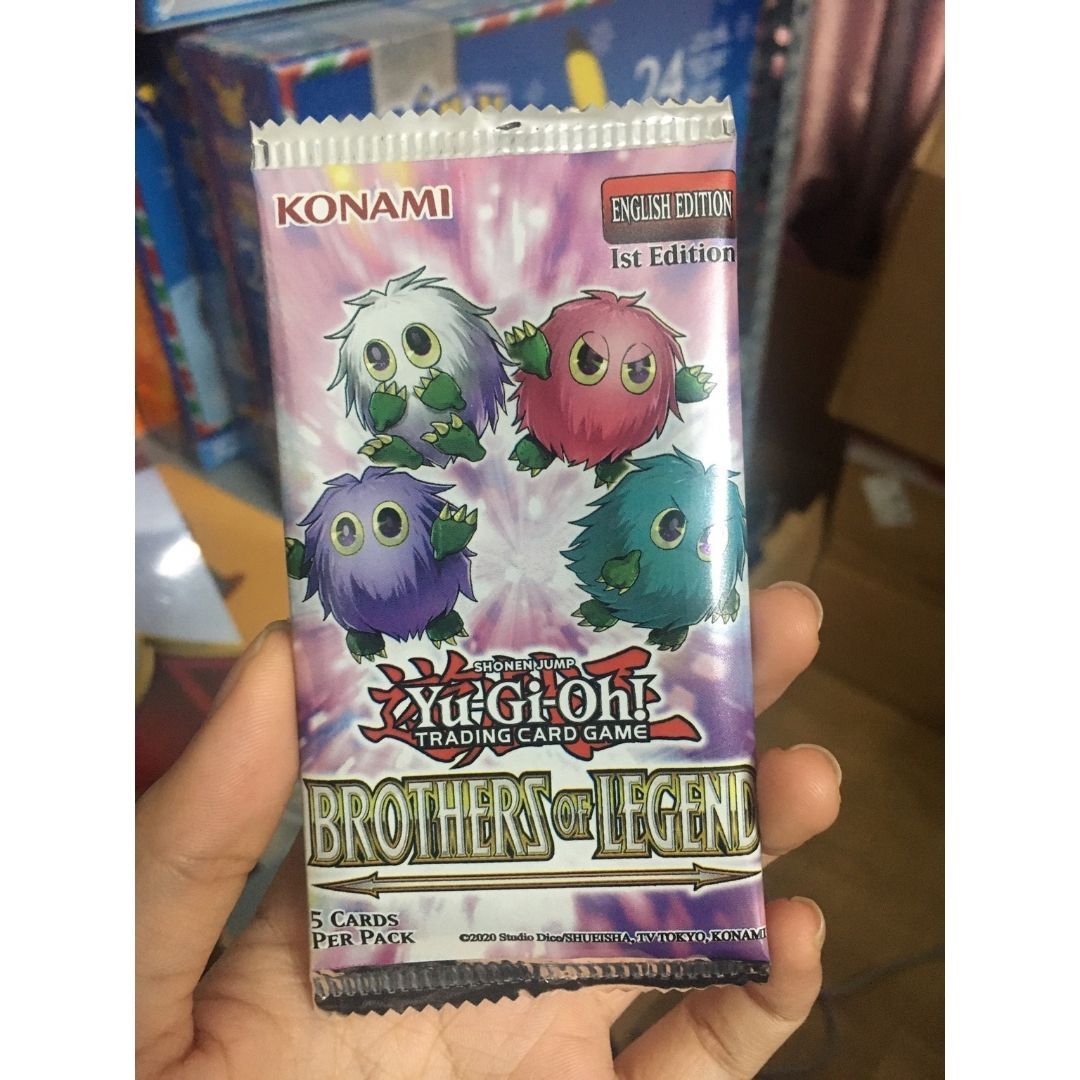 24
KONAMI
ENGLISH EDITION
1st Edition
SHONEN JUMP
Yu-Gi-Oh!
TRADING CARD GAME
BROTHERS OF LEGEND
5 CARDS
PER PACK
©2020 Studio Dice/SHUEISHA, TV TOKYO, KONAMI